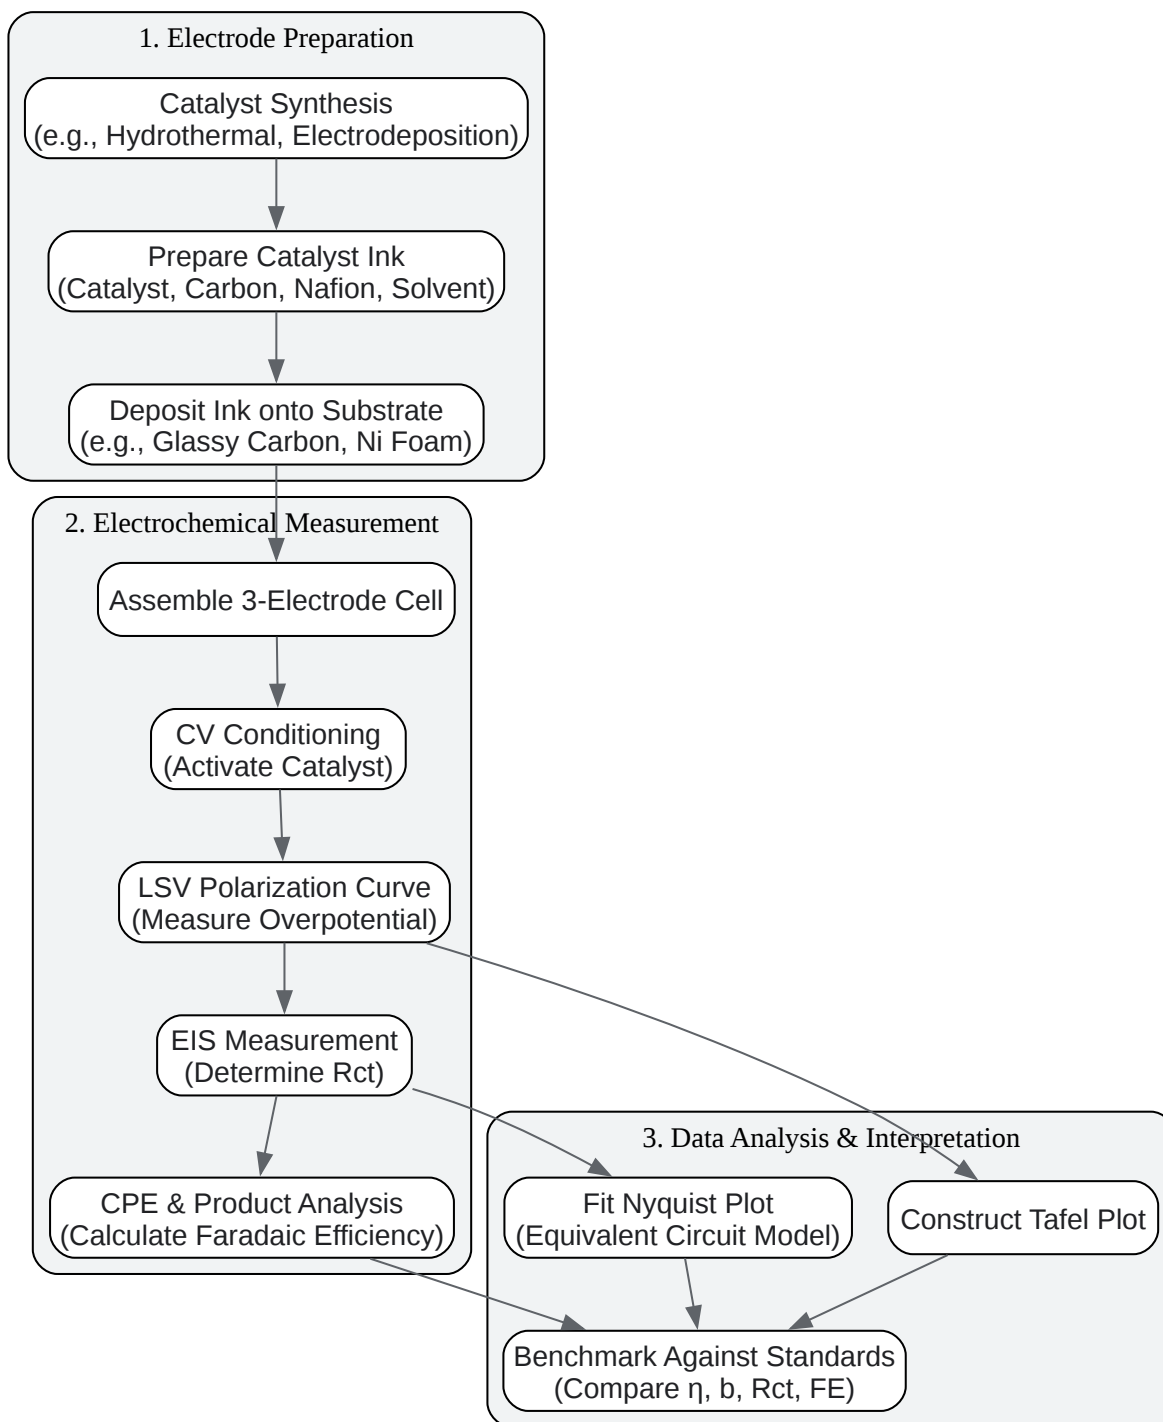 1. Electrode Preparation
Catalyst Synthesis
(e.g., Hydrothermal, Electrodeposition)
Prepare Catalyst Ink
(Catalyst, Carbon, Nafion, Solvent)
Deposit Ink onto Substrate
(e.g., Glassy Carbon, Ni Foam)
2. Electrochemical Measurement
Assemble 3-Electrode Cell
CV Conditioning
(Activate Catalyst)
LSV Polarization Curve
(Measure Overpotential)
EIS Measurement
(Determine Rct)
CPE & Product Analysis
(Calculate Faradaic Efficiency)
3. Data Analysis & Interpretation
Fit Nyquist Plot
(Equivalent Circuit Model)
Construct Tafel Plot
Benchmark Against Standards
(Compare η, b, Rct, FE)